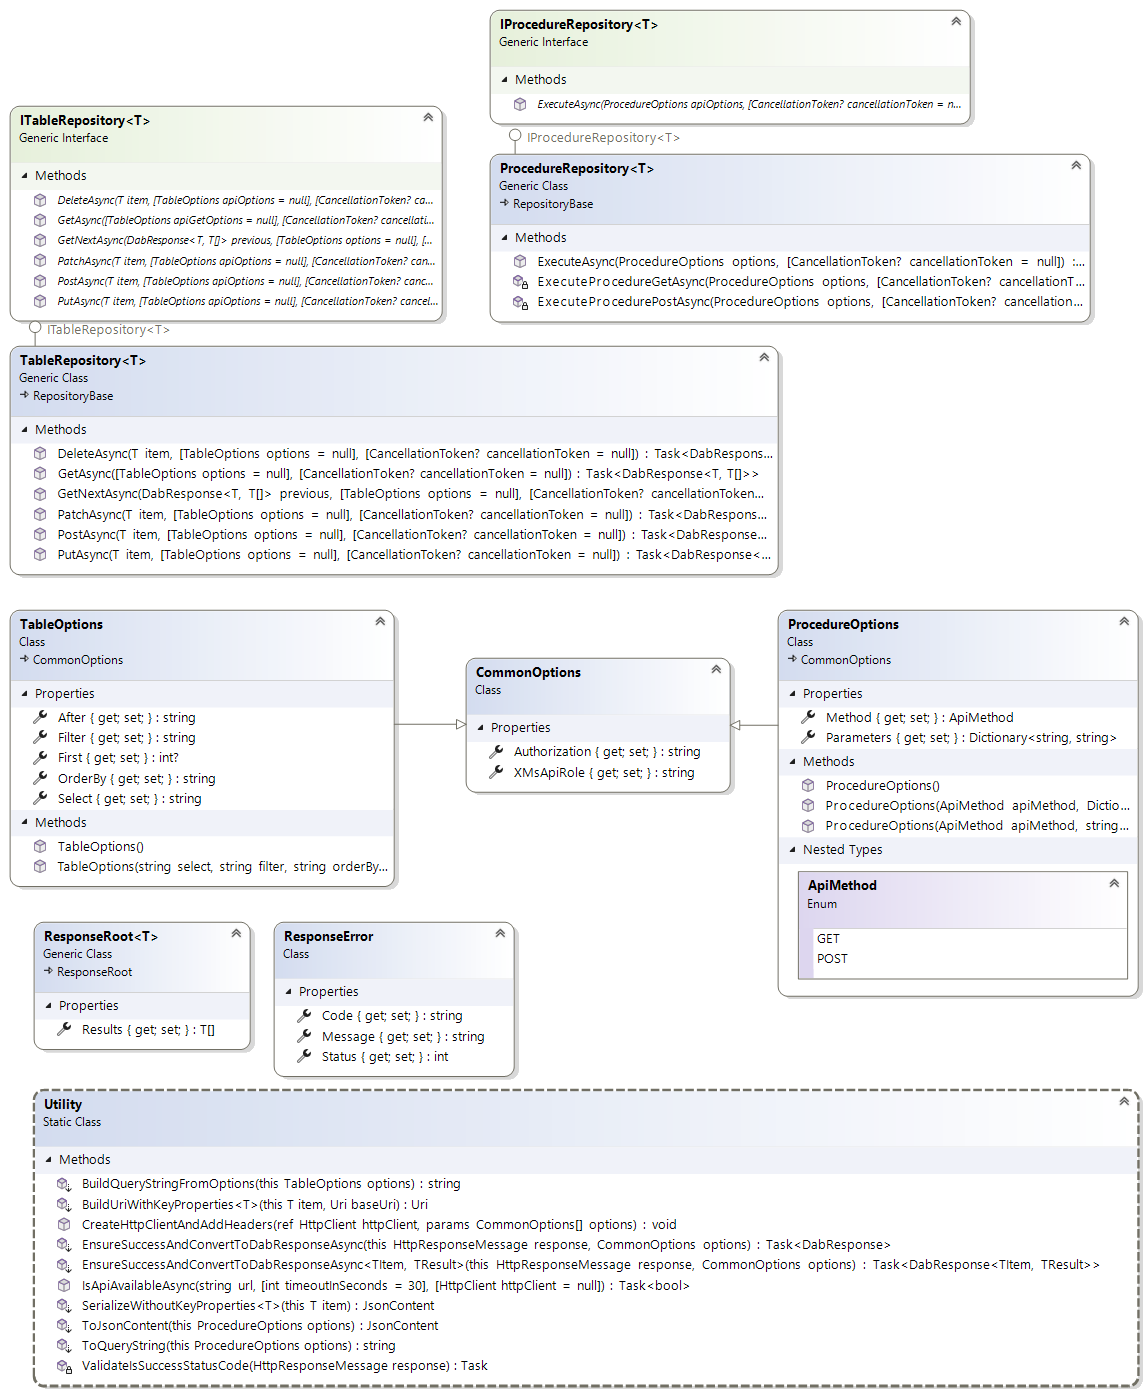 IProcedureRepository<T>
Generic Interface
Methods
ExecuteAsync(ProcedureOptions apiOptions, [CancellationToken? cancellationToken = n...
ITableRepository<T>
Generic Interface
Methods
DeleteAsync(T item, [TableOptions apiOptions = null], [CancellationToken? ca...
GetAsync([TableOptions apiGetOptions = null], [CancellationToken? cancellati...
GetNextAsync(DabResponse<T, T[]> previous, [TableOptions options = null], [...
PatchAsync(T item, [TableOptions apiOptions = null], [CancellationToken? can...
PostAsync(T item, [TableOptions apiOptions = null], [CancellationToken? canc...
PutAsync(T item, [TableOptions apiOptions = null], [CancellationToken? cancel...
IProcedureRepository<T>
ProcedureRepository<T>
Generic Class
RepositoryBase
Methods
ExecuteAsync(ProcedureOptions options, [CancellationToken? cancellationToken = null]) :...
ExecuteProcedureGetAsync(ProcedureOptions options, [CancellationToken? cancellationT...
ExecuteProcedurePostAsync(ProcedureOptions options, [CancellationToken? cancellation...
ITableRepository<T>
TableRepository<T>
Generic Class
RepositoryBase
Methods
DeleteAsync(T item, [TableOptions options = null], [CancellationToken? cancellationToken = null]) : Task<DabRespons...
GetAsync([TableOptions options = null], [CancellationToken? cancellationToken = null]) : Task<DabResponse<T, T[]>>
GetNextAsync(DabResponse<T, T[]> previous, [TableOptions options = null], [CancellationToken? cancellationToken...
PatchAsync(T item, [TableOptions options = null], [CancellationToken? cancellationToken = null]) : Task<DabRespons...
PostAsync(T item, [TableOptions options = null], [CancellationToken? cancellationToken = null]) : Task<DabResponse...
PutAsync(T item, [TableOptions options = null], [CancellationToken? cancellationToken = null]) : Task<DabResponse<...
TableOptions
Class
CommonOptions
Properties
After { get; set; } : string
Filter { get; set; } : string
First { get; set; } : int?
OrderBy { get; set; } : string
Select { get; set; } : string
Methods
TableOptions()
TableOptions(string select, string filter, string orderBy...
CommonOptions
Class
Properties
Authorization { get; set; } : string
XMsApiRole { get; set; } : string
ProcedureOptions
Class
CommonOptions
Properties
Method { get; set; } : ApiMethod
Parameters { get; set; } : Dictionary<string, string>
Methods
ProcedureOptions()
ProcedureOptions(ApiMethod apiMethod, Dictio...
ProcedureOptions(ApiMethod apiMethod, string...
Nested Types
ApiMethod
Enum
GET
POST
ResponseRoot<T>
Generic Class
ResponseRoot
Properties
Results { get; set; } : T[]
ResponseError
Class
Properties
Code { get; set; } : string
Message { get; set; } : string
Status { get; set; } : int
Utility
Static Class
Methods
BuildQueryStringFromOptions(this TableOptions options) : string
BuildUriWithKeyProperties<T>(this T item, Uri baseUri) : Uri
CreateHttpClientAndAddHeaders(ref HttpClient httpClient, params CommonOptions[] options) : void
EnsureSuccessAndConvertToDabResponseAsync(this HttpResponseMessage response, CommonOptions options) : Task<DabResponse>
EnsureSuccessAndConvertToDabResponseAsync<TItem, TResult>(this HttpResponseMessage response, CommonOptions options) : Task<DabResponse<TItem, TResult>>
IsApiAvailableAsync(string url, [int timeoutInSeconds = 30], [HttpClient httpClient = null]) : Task<bool>
SerializeWithoutKeyProperties<T>(this T item) : JsonContent
ToJsonContent(this ProcedureOptions options) : JsonContent
ToQueryString(this ProcedureOptions options) : string
ValidateIsSuccessStatusCode(HttpResponseMessage response) : Task